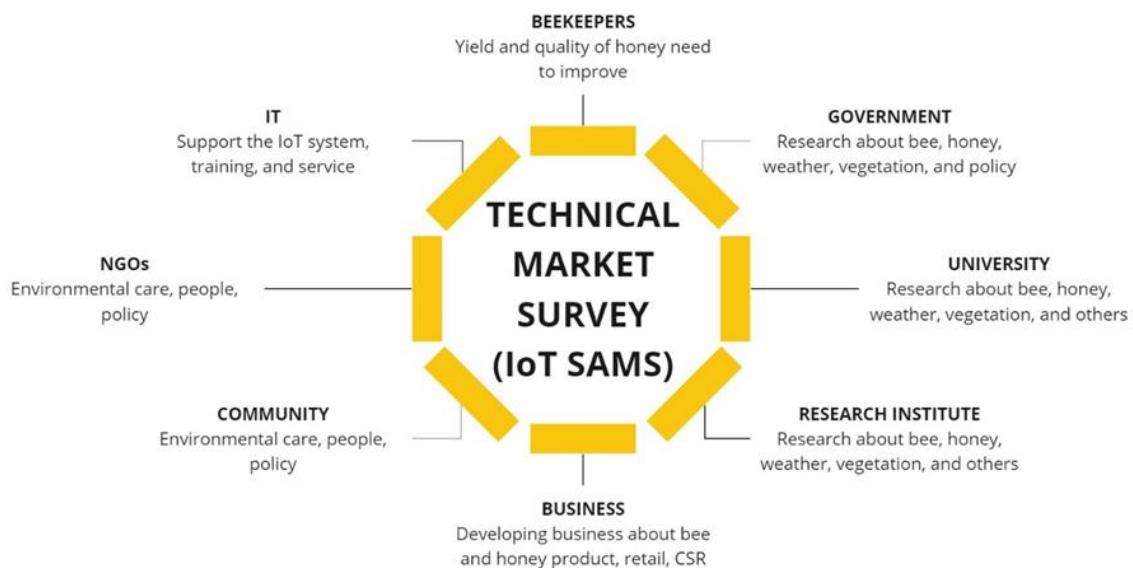 BEEKEEPERS
Yield and quality of honey need
to improve
IT
Support the IoT system,
training, and service
GOVERNMENT
Research about bee, honey,
weather, vegetation, and policy
TECHNICAL
MARKET
SURVEY
(IoT SAMS)
NGOs
Environmental care, people,
policy
UNIVERSITY
Research about bee, honey,
weather, vegetation, and others
COMMUNITY
Environmental care, people,
policy
RESEARCH INSTITUTE
Research about bee, honey,
weather, vegetation, and others
BUSINESS
Developing business about bee
and honey product, retail, CSR